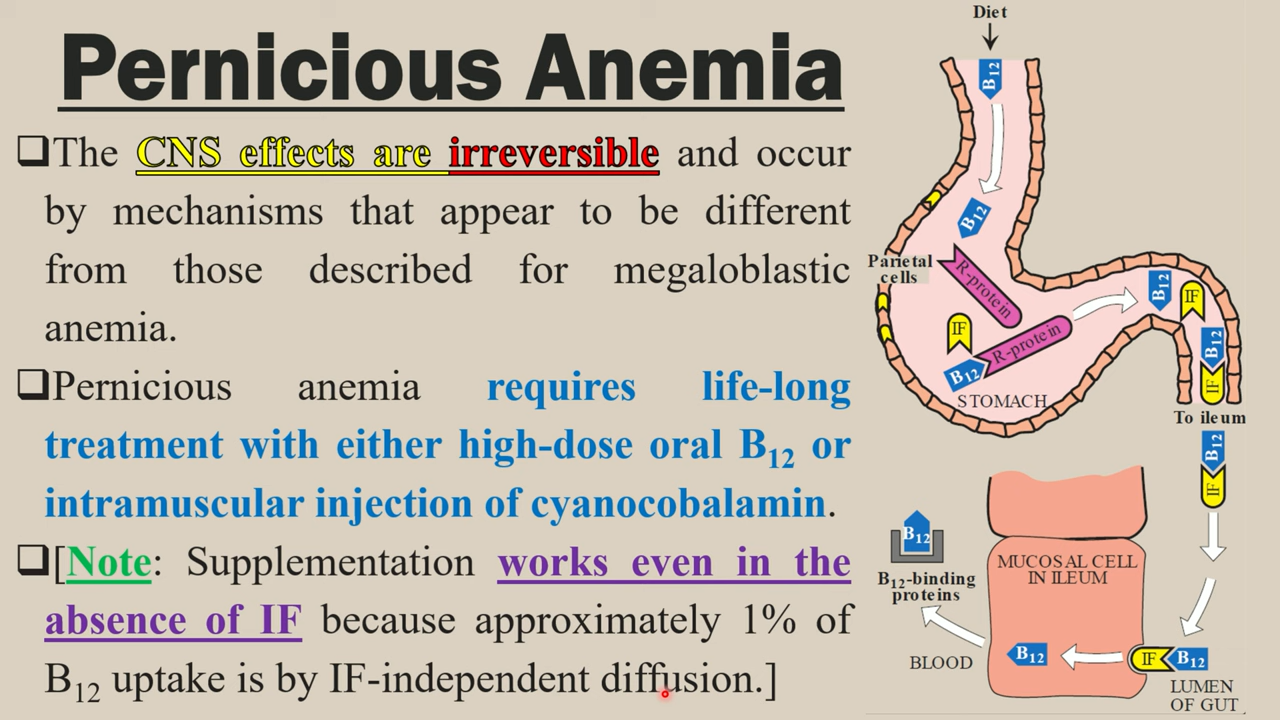 Pernicious Anemia
❑The CNS effects are irreversible and occur
by mechanisms that appear to be different
from those described for megaloblastic
anemia.
❑Pernicious anemia requires life-long
treatment with either high-dose oral B₁₂ or
intramuscular injection of cyanocobalamin.
❑[Note: Supplementation works even in the
absence of IF because approximately 1% of
B₁₂ uptake is by IF-independent diffusion.]
Diet
B₁₂
B₁₂
Parietal
cells
R-protein
IF
B₁₂
R-protein
STOMACH
B₁₂
IF
B₁₂
IF
To ileum
B₁₂
IF
B₁₂
B₁₂-binding
proteins
MUCOSAL CELL
IN ILEUM
BLOOD
B₁₂
IF
B₁₂
LUMEN
OF GUT